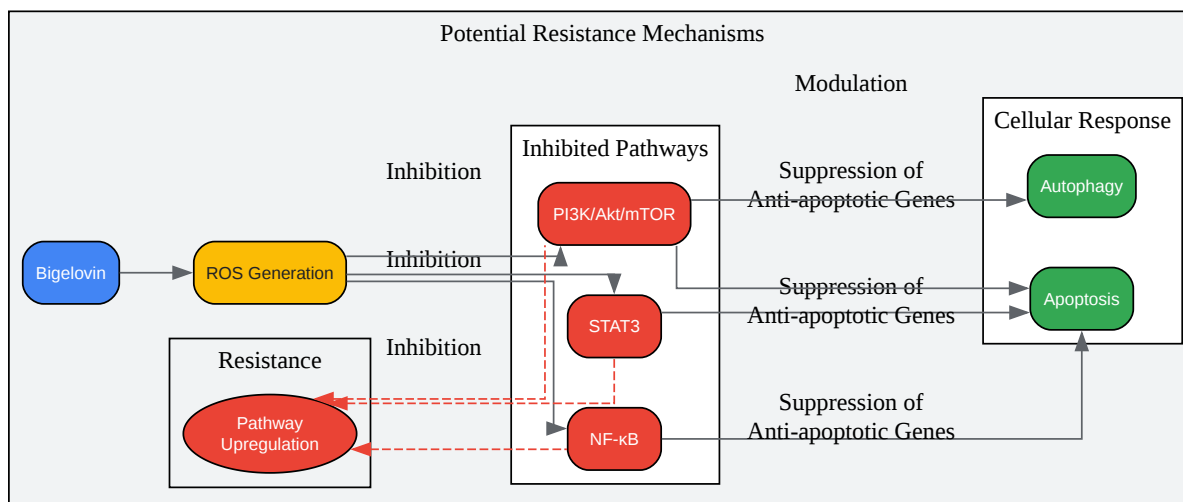 Potential Resistance Mechanisms
Modulation
Cellular Response
Inhibited Pathways
Inhibition
Suppression of
Anti-apoptotic Genes
Autophagy
PI3K/Akt/mTOR
Bigelovin
ROS Generation
Inhibition
Suppression of
Anti-apoptotic Genes
Apoptosis
STAT3
Resistance
Inhibition
Pathway
Upregulation
NF-κB
Suppression of
Anti-apoptotic Genes